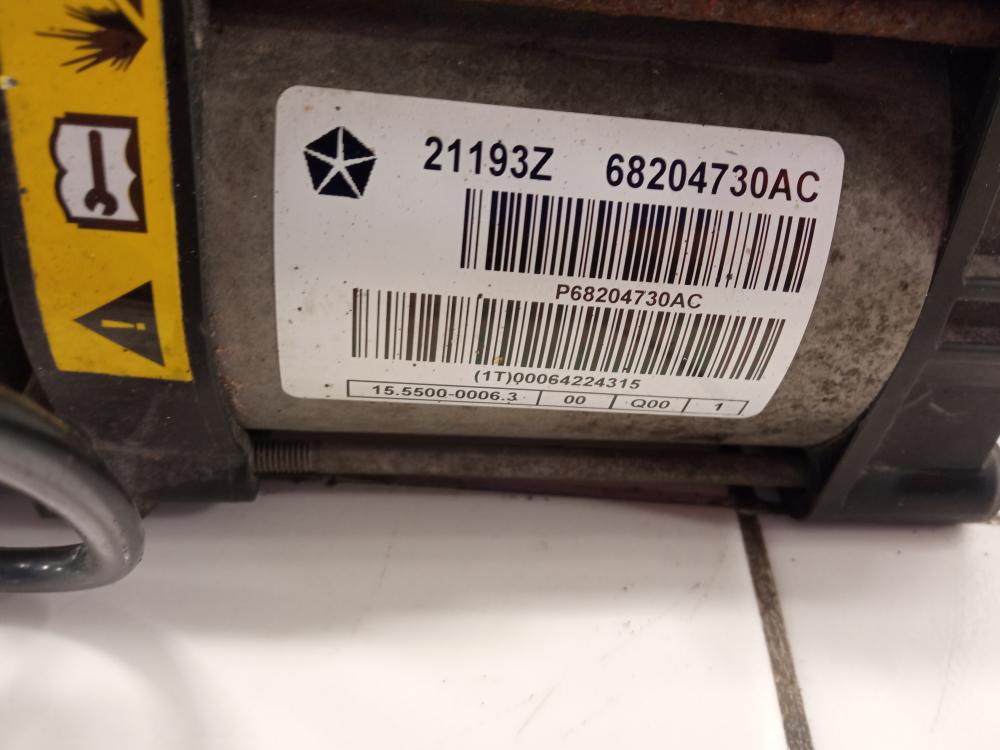 21193Z 68204730AC
P68204730AC
(1T)00064224315
15.5500-0006.3 00 Q00 1